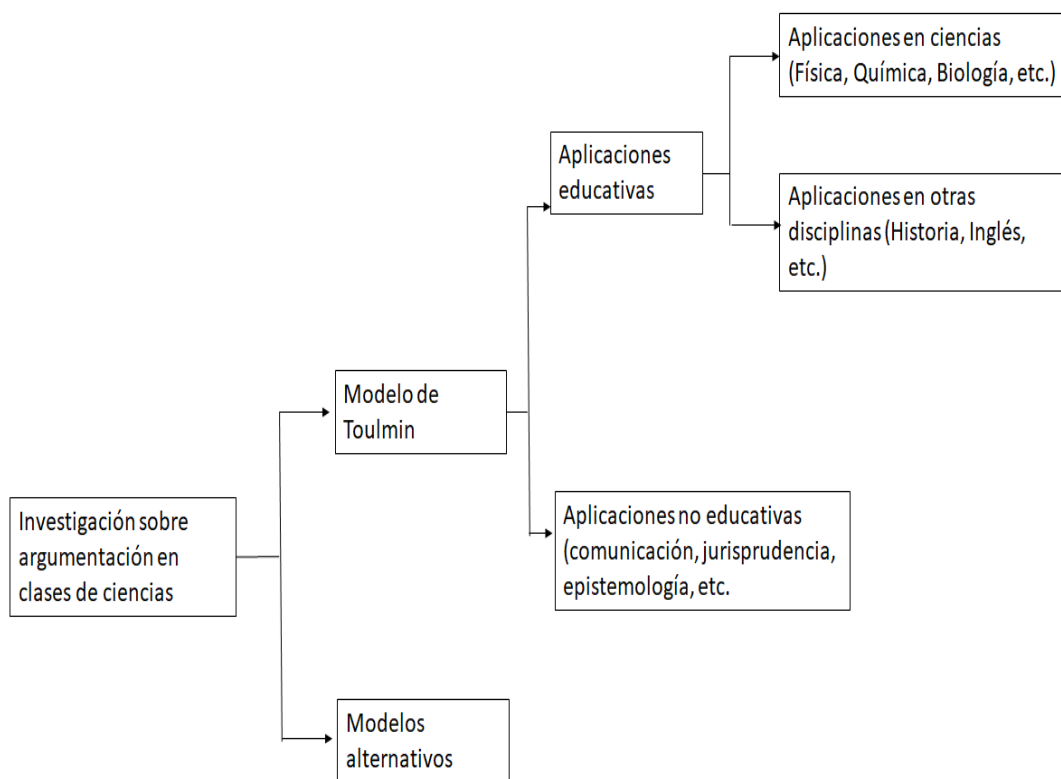 Aplicaciones en ciencias
(Física, Química, Biología, etc.)
Aplicaciones
educativas
Aplicaciones en otras
disciplinas (Historia, Inglés,
etc.)
Modelo de
Toulmin
Aplicaciones no educativas
(comunicación, jurisprudencia,
epistemología, etc.
Investigación sobre
argumentación en
clases de ciencias
Modelos
alternativos